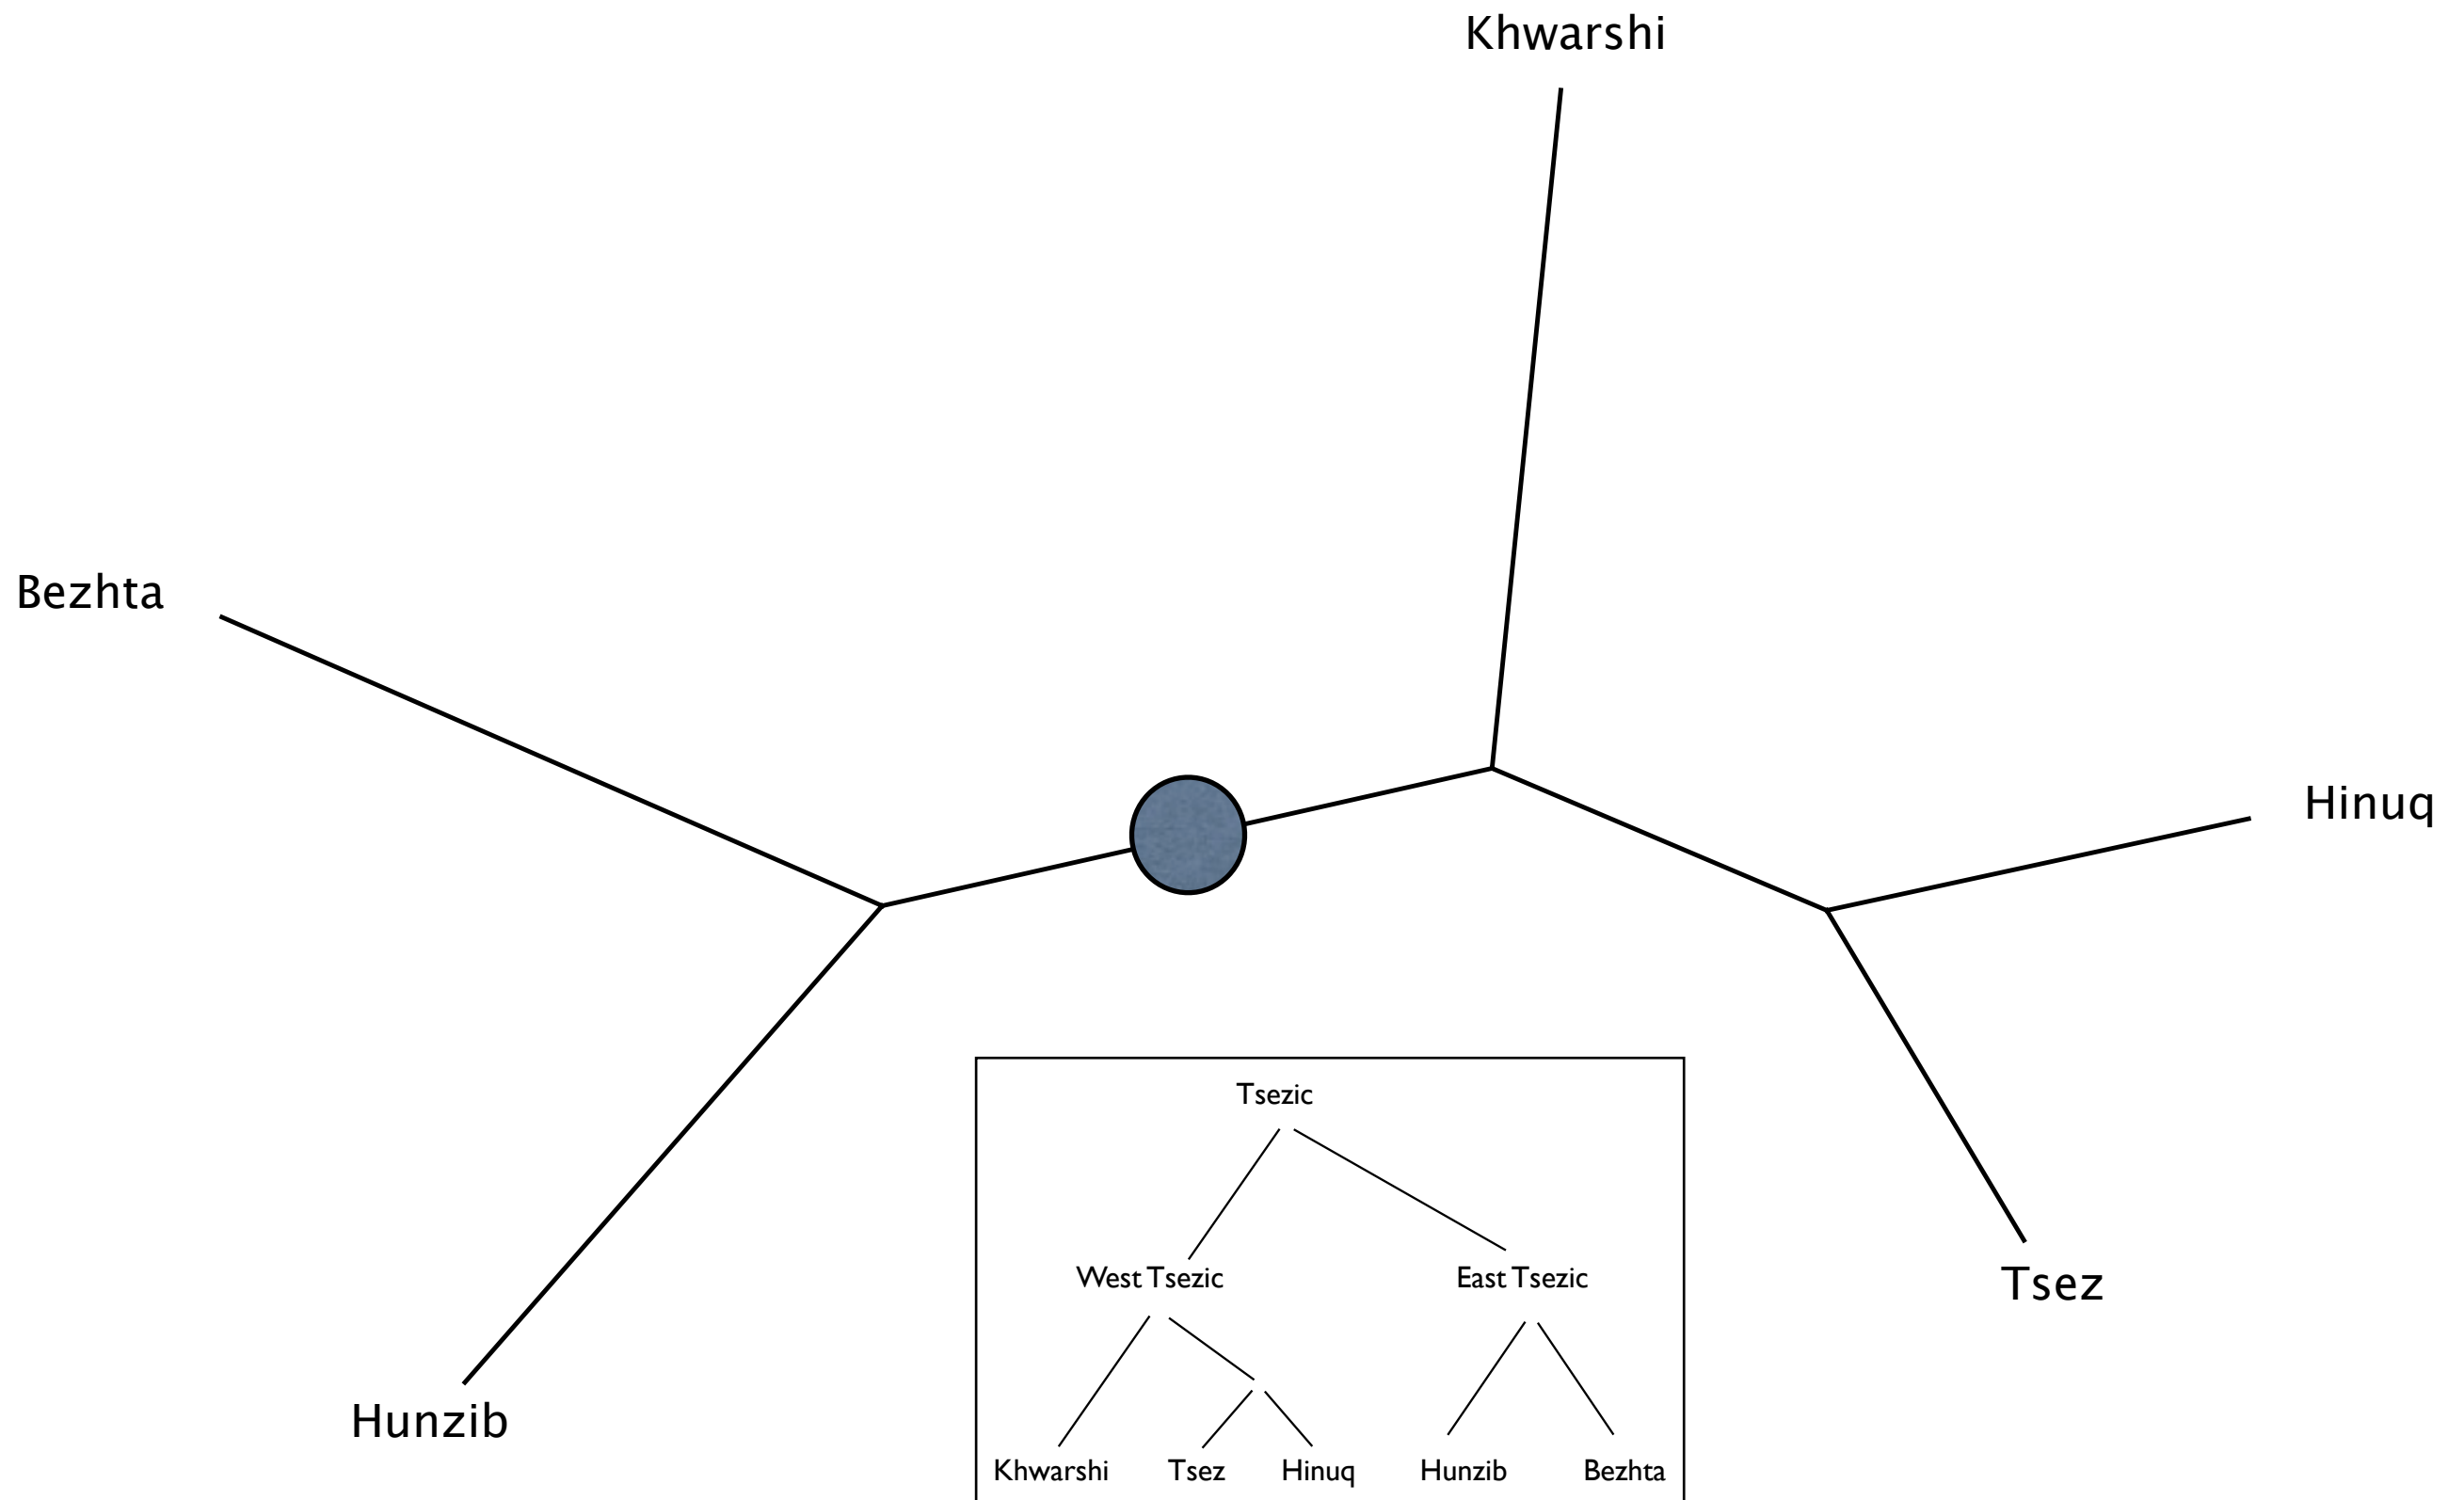 Khwarshi
Bezhta
Hinuq
Tsez
Hunzib
Tsezic
West Tsezic East Tsezic
Khwarshi Tsez Hinuq Hunzib Bezhta